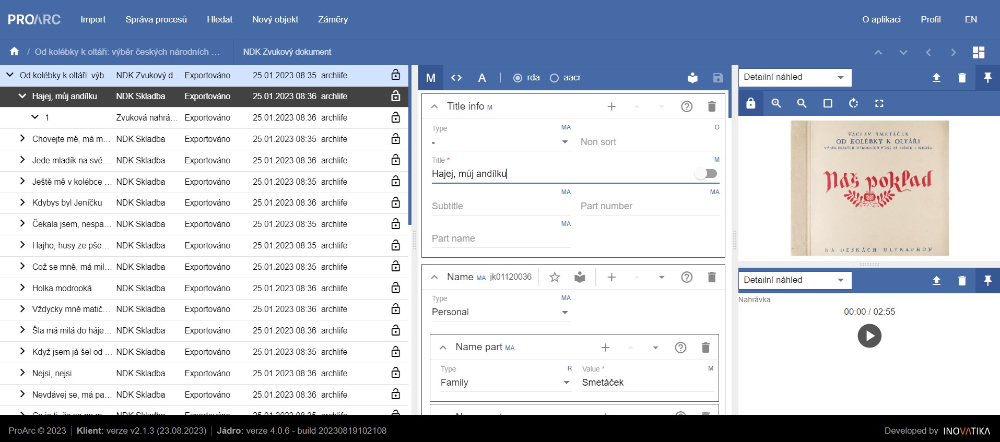 PROARC Import Správa procesů Hledat Nový objekt Záměry O aplikaci Profil EN
/ Od kolébky k oltáři: výběr českých národních … NDK Zvukový dokument
Od kolébky k oltáři: výb… NDK Zvukový d… Exportováno 25.01.2023 08:35 archlife
Hajej, můj andílku NDK Skladba Exportováno 25.01.2023 08:36 archlife
1 Zvuková nahrá… Exportováno 25.01.2023 08:36 archlife
Chovejte mě, má m… NDK Skladba Exportováno 25.01.2023 08:36 archlife
Jede mladík na své… NDK Skladba Exportováno 25.01.2023 08:36 archlife
Ještě mě v kolébce … NDK Skladba Exportováno 25.01.2023 08:35 archlife
Kdybys byl Jeníčku NDK Skladba Exportováno 25.01.2023 08:36 archlife
Čekala jsem, nespa… NDK Skladba Exportováno 25.01.2023 08:35 archlife
Hajho, husy ze pše… NDK Skladba Exportováno 25.01.2023 08:35 archlife
Což se mně, má mil… NDK Skladba Exportováno 25.01.2023 08:35 archlife
Holka modrooká NDK Skladba Exportováno 25.01.2023 08:36 archlife
Vždycky mně matič… NDK Skladba Exportováno 25.01.2023 08:36 archlife
Šla má milá do háje… NDK Skladba Exportováno 25.01.2023 08:36 archlife
Když jsem já šel od … NDK Skladba Exportováno 25.01.2023 08:36 archlife
Nejsi, nejsi NDK Skladba Exportováno 25.01.2023 08:36 archlife
Nevdávej se, má pa… NDK Skladba Exportováno 25.01.2023 08:36 archlife
NDK Skladba Exportováno 25.01.2023 08:35 archlife
M <> A rda aacr
Title info M
Type MA O
- Non sort
Title * M
Hajej, můj andílku
MA MA
Subtitle Part number
MA
Part name
Name MA jk01120036
Type MA
Personal
Name part MA
Type R Value * M
Family Smetáček
Detailní náhled
VÁCLAV SMETÁČEK
OD KOLÉBKY K OLTÁŘI
VÝBĚR ČESKÝCH NÁRODNÍCH PÍSNÍ ZE SBÍREK J. MALÁTA
Náš poklad
NA DESKÁCH ULTRAPHON
Detailní náhled
Nahrávka
00:00 / 02:55
ProArc © 2023 Klient: verze v2.1.3 (23.08.2023) Jádro: verze 4.0.6 - build 20230819102108
Developed by INOVATIKA